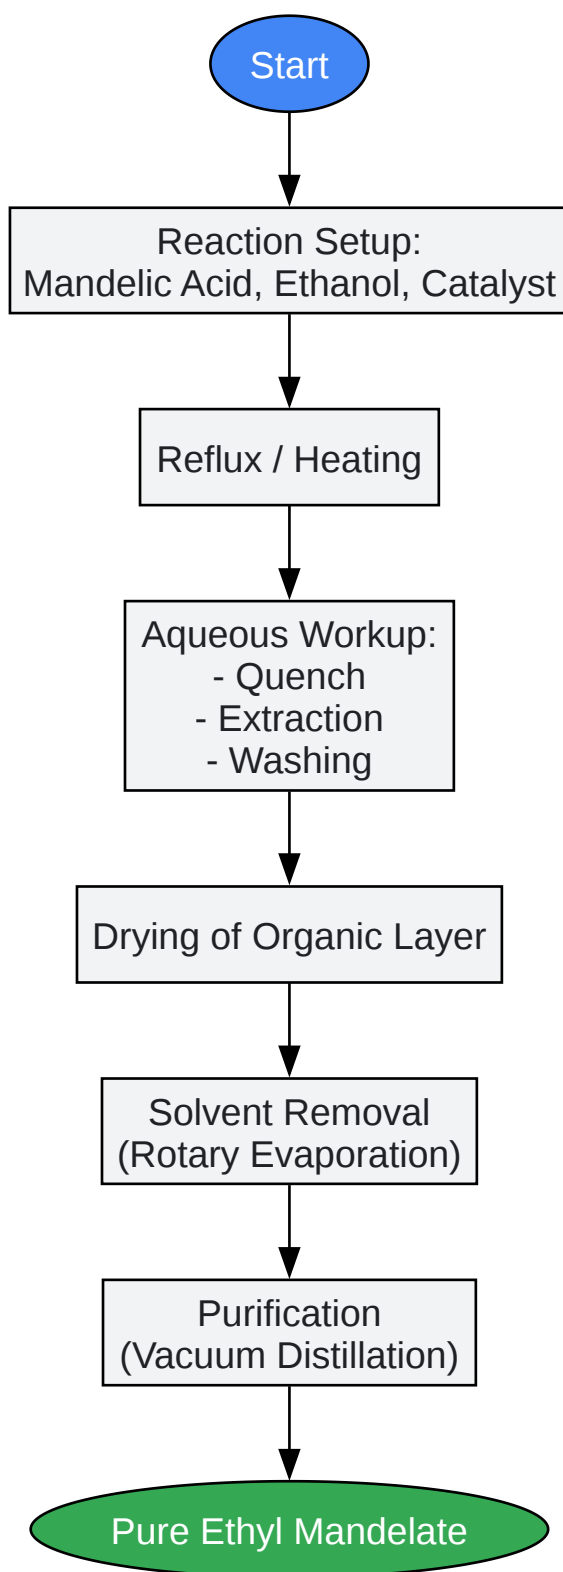 Start
Reaction Setup:
Mandelic Acid, Ethanol, Catalyst
Reflux / Heating
Aqueous Workup:
- Quench
- Extraction
- Washing
Drying of Organic Layer
Solvent Removal
(Rotary Evaporation)
Purification
(Vacuum Distillation)
Pure Ethyl Mandelate